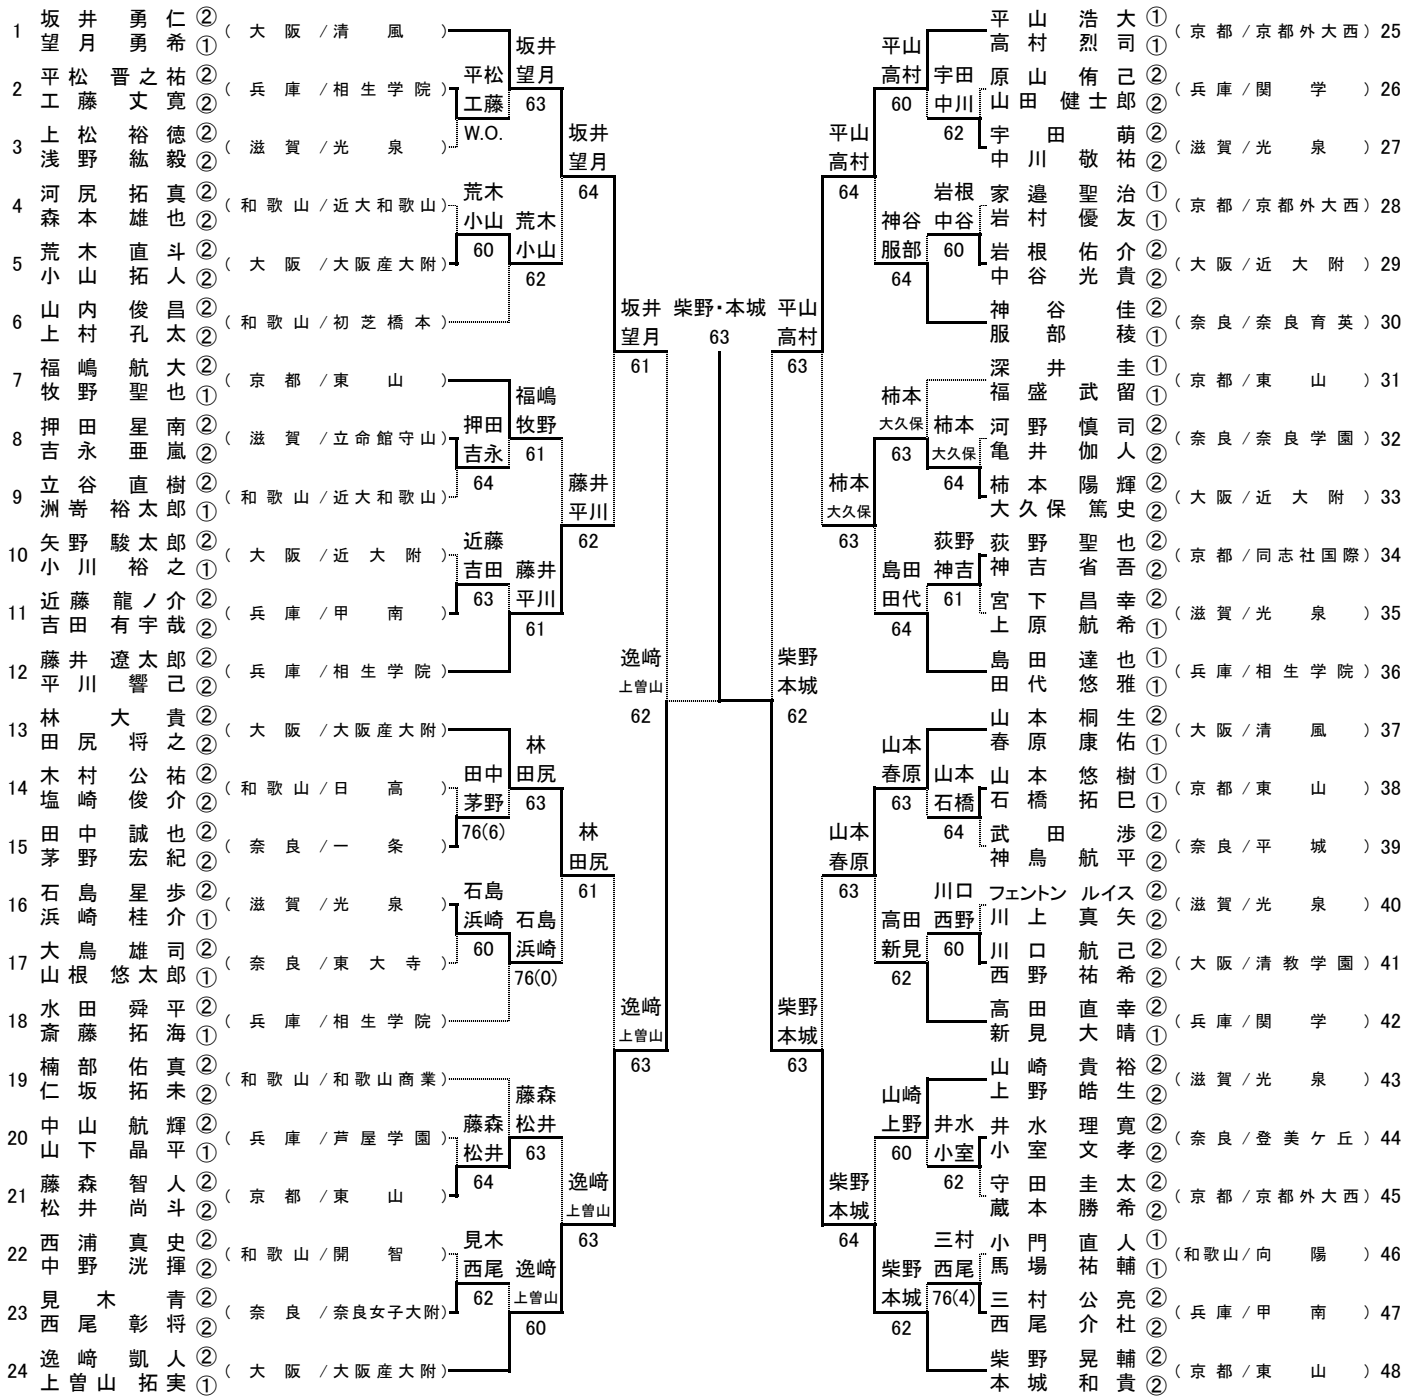 1 坂井 勇仁 ② 望月 勇希 ① (大阪/清風)
2 平松 晋之祐 ② 工藤 丈寛 ② (兵庫/相生学院)
3 上松 裕徳 ② 浅野 紘毅 ② (滋賀/光泉)
4 河尻 拓真 ② 森本 雄也 ② (和歌山/近大和歌山)
5 荒木 直斗 ② 小山 拓人 ② (大阪/大阪産大附)
6 山内 俊昌 ② 上村 孔太 ② (和歌山/初芝橋本)
7 福嶋 航大 ② 牧野 聖也 ① (京都/東山)
8 押田 星南 ② 吉永 亜嵐 ② (滋賀/立命館守山)
9 立谷 直樹 ② 洲嵜 裕太郎 ① (和歌山/近大和歌山)
10 矢野 駿太郎 ② 小川 裕之 ① (大阪/近大附)
11 近藤 龍ノ介 ② 吉田 有宇哉 ② (兵庫/甲南)
12 藤井 遼太郎 ② 平川 響己 ② (兵庫/相生学院)
13 林 大貴 ② 田尻 将之 ② (大阪/大阪産大附)
14 木村 公祐 ② 塩崎 俊介 ② (和歌山/日高)
15 田中 誠也 ② 茅野 宏紀 ② (奈良/一条)
16 石島 星歩 ② 浜崎 桂介 ① (滋賀/光泉)
17 大鳥 雄司 ② 山根 悠太郎 ① (奈良/東大寺)
18 水田 舜平 ② 斎藤 拓海 ① (兵庫/相生学院)
19 楠部 佑真 ② 仁坂 拓未 ② (和歌山/和歌山商業)
20 中山 航輝 ② 山下 晶平 ① (兵庫/芦屋学園)
21 藤森 智人 ② 松井 尚斗 ② (京都/東山)
22 西浦 真史 ② 中野 洸揮 ② (和歌山/開智)
23 見木 青 ② 西尾 彰将 ② (奈良/奈良女子大附)
24 逸﨑 凱人 ② 上曽山 拓実 ① (大阪/大阪産大附)
平松 工藤 W.O.
荒木 小山 60
押田 吉永 64
近藤 吉田 63
田中 茅野 76(6)
石島 浜崎 60
藤森 松井 64
見木 西尾 62
坂井 望月 63
荒木 小山 62
福嶋 牧野 61
藤井 平川 61
林 田尻 63
石島 浜崎 76(0)
藤森 松井 63
逸﨑 上曽山 60
坂井 望月 64
藤井 平川 62
林 田尻 61
逸﨑 上曽山 63
坂井 望月 61
逸﨑 上曽山 63
逸﨑 上曽山 62
柴野・本城
63
柴野 本城 62
平山 高村 63
柴野 本城 63
平山 高村 64
柿本 大久保 63
山本 春原 63
柴野 本城 64
平山 高村 60
神谷 服部 64
柿本 大久保 63
島田 田代 64
山本 春原 63
高田 新見 62
山崎 上野 60
柴野 本城 62
宇田 中川 62
岩根 中谷 60
柿本 大久保 64
荻野 神吉 61
山本 石橋 64
川口 西野 60
井水 小室 62
三村 西尾 76(4)
平山 浩大 ① 高村 烈司 ① (京都/京都外大西) 25
原山 侑己 ② 山田 健士郎 ② (兵庫/関学) 26
宇田 萌 ② 中川 敬祐 ② (滋賀/光泉) 27
家邉 聖治 ① 岩村 優友 ① (京都/京都外大西) 28
岩根 佑介 ② 中谷 光貴 ② (大阪/近大附) 29
神谷 佳 ② 服部 稜 ① (奈良/奈良育英) 30
深井 圭 ① 福盛 武留 ① (京都/東山) 31
河野 慎司 ② 亀井 伽人 ② (奈良/奈良学園) 32
柿本 陽輝 ② 大久保 篤史 ② (大阪/近大附) 33
荻野 聖也 ② 神吉 省吾 ② (京都/同志社国際) 34
宮下 昌幸 ② 上原 航希 ① (滋賀/光泉) 35
島田 達也 ① 田代 悠雅 ① (兵庫/相生学院) 36
山本 桐生 ② 春原 康佑 ① (大阪/清風) 37
山本 悠樹 ① 石橋 拓巳 ① (京都/東山) 38
武田 渉 ② 神鳥 航平 ② (奈良/平城) 39
フェントン ルイス ② 川上 真矢 ② (滋賀/光泉) 40
川口 航己 ② 西野 祐希 ② (大阪/清教学園) 41
高田 直幸 ② 新見 大晴 ① (兵庫/関学) 42
山崎 貴裕 ② 上野 皓生 ② (滋賀/光泉) 43
井水 理寛 ② 小室 文孝 ② (奈良/登美ケ丘) 44
守田 圭太 ② 蔵本 勝希 ② (京都/京都外大西) 45
小門 直人 ① 馬場 祐輔 ① (和歌山/向陽) 46
三村 公亮 ② 西尾 介杜 ② (兵庫/甲南) 47
柴野 晃輔 ② 本城 和貴 ② (京都/東山) 48